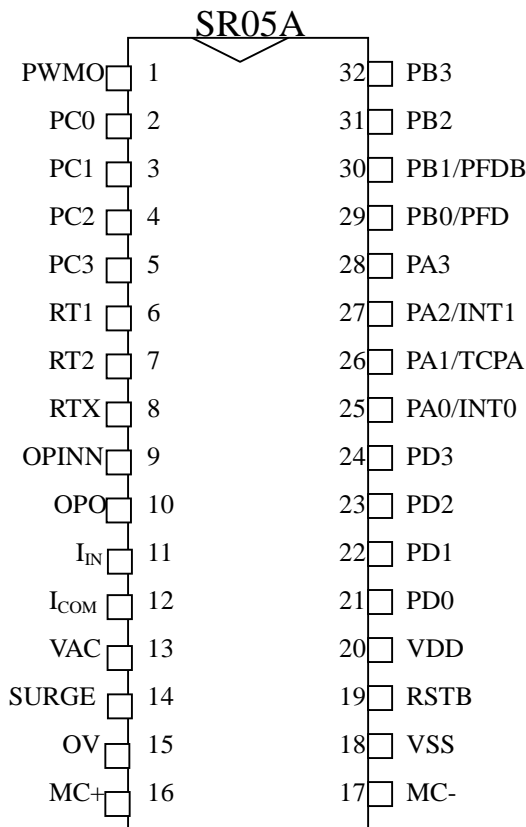 SR05A
PWMO 1 32 PB3
PC0 2 31 PB2
PC1 3 30 PB1/PFDB
PC2 4 29 PB0/PFD
PC3 5 28 PA3
RT1 6 27 PA2/INT1
RT2 7 26 PA1/TCPA
RTX 8 25 PA0/INT0
OPINN 9 24 PD3
OPO 10 23 PD2
IIN 11 22 PD1
ICOM 12 21 PD0
VAC 13 20 VDD
SURGE 14 19 RSTB
OV 15 18 VSS
MC+ 16 17 MC-